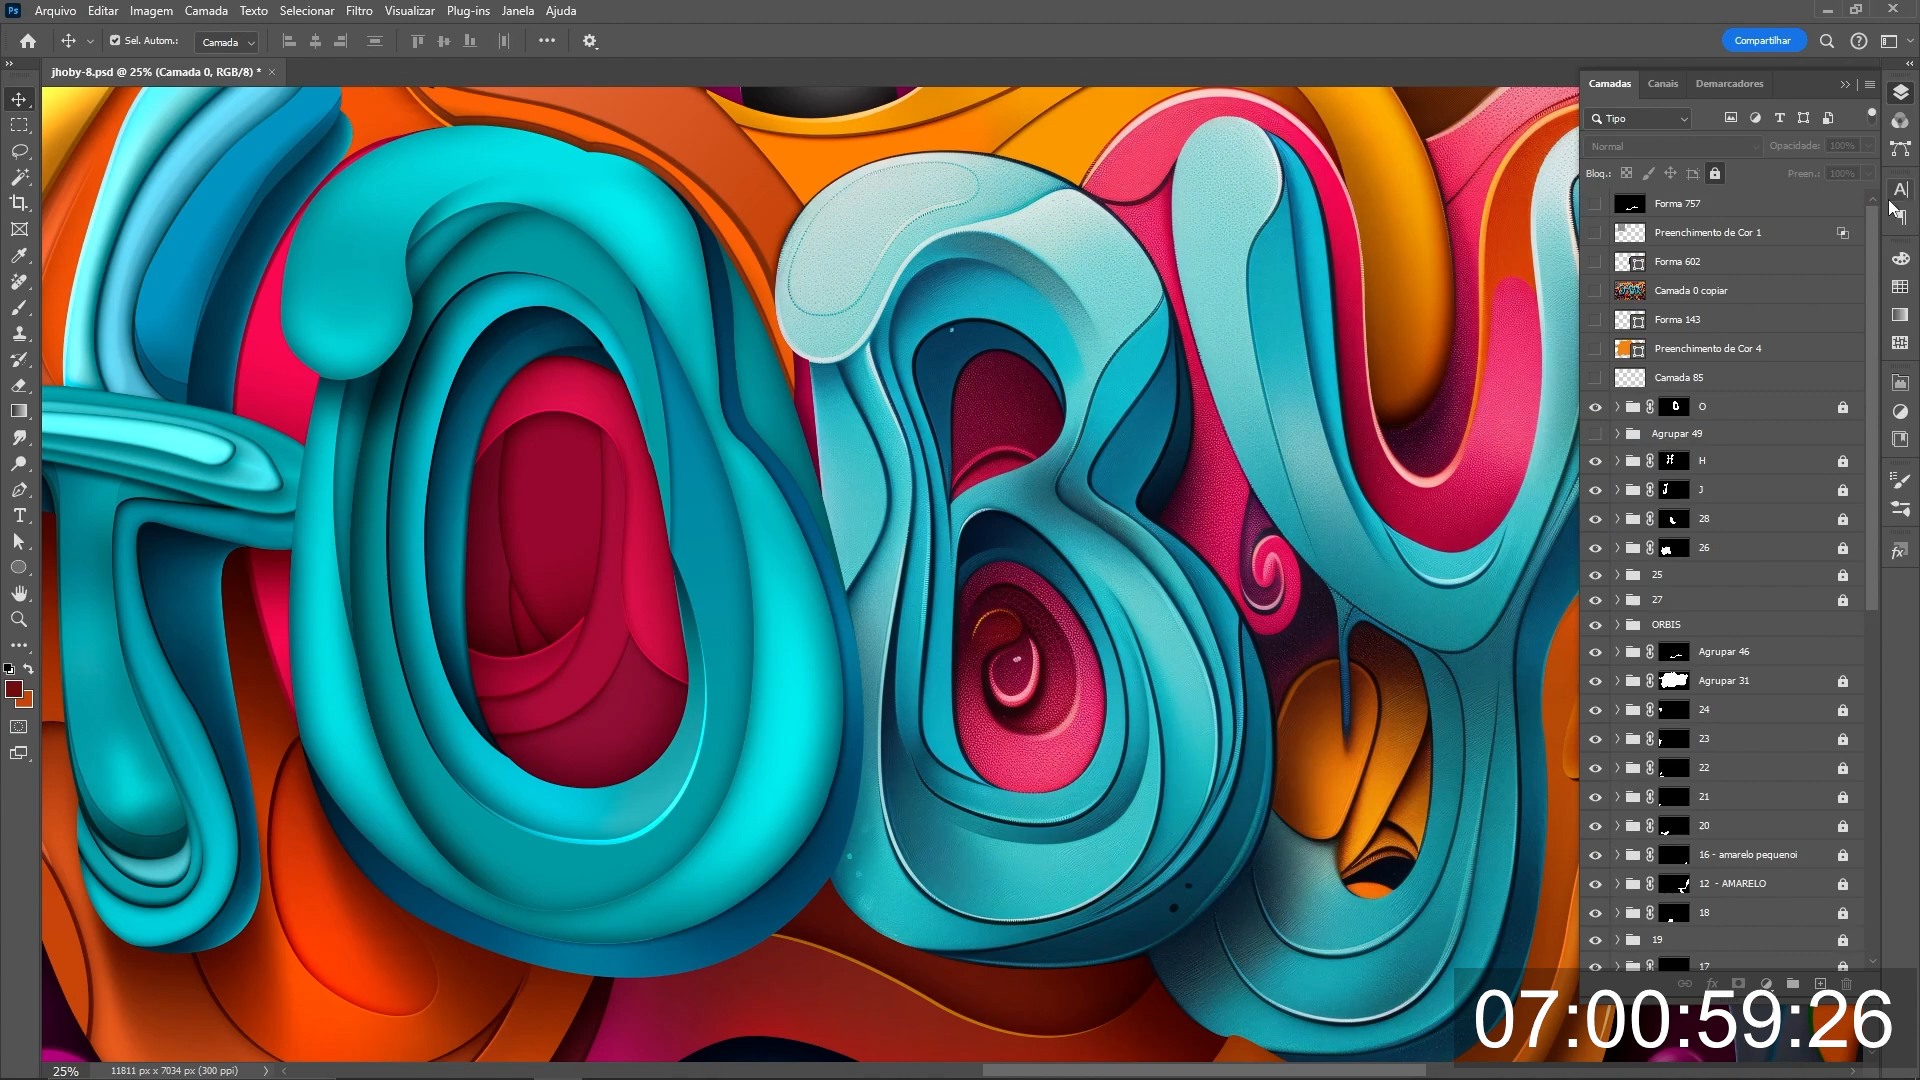 Ps Arquivo Editar Imagem Camada Texto Selecionar Filtro Visualizar Plug-ins Janela Ajuda
Sel. Autom.: Camada Compartilhar
jhoby-8.psd @ 25% (Camada 0, RGB/8) *
Camadas Canais Demarcadores
Tipo
Normal Opacidade: 100%
Bloq.: Preen.: 100%
Forma 757
Preenchimento de Cor 1
Forma 602
Camada 0 copiar
Forma 143
Preenchimento de Cor 4
Camada 85
O
Agrupar 49
H
J
28
26
25
27
ORBIS
Agrupar 46
Agrupar 31
24
23
22
21
20
16 - amarelo pequenoi
12 - AMARELO
18
19
17
07:00:59:26
25% 11811 px x 7034 px (300 ppi)